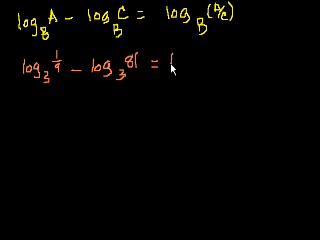 log_B A - log_B C = log_B (A/C)
log_3 1/9 - log_3 81 =